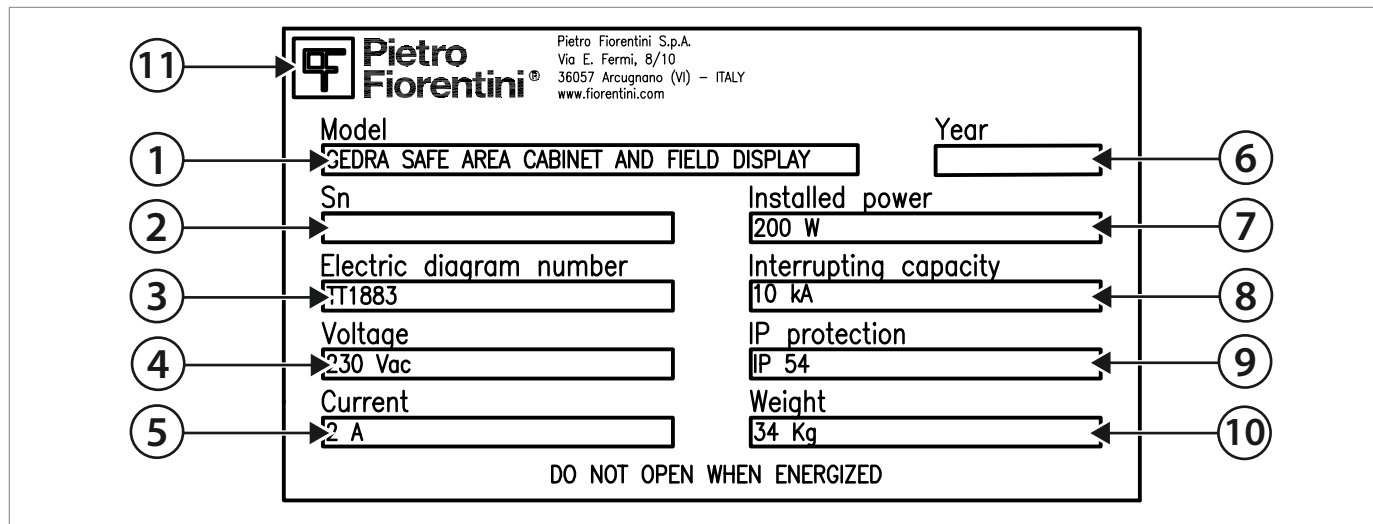 11
Pietro
Fiorentini®
Pietro Fiorentini S.p.A.
Via E. Fermi, 8/10
36057 Arcugnano (VI) – ITALY
www.fiorentini.com
Model
Year
1
SEDRA SAFE AREA CABINET AND FIELD DISPLAY
6
Sn
Installed power
2
200 W
7
Electric diagram number
Interrupting capacity
3
TT1883
10 kA
8
Voltage
IP protection
4
230 Vac
IP 54
9
Current
Weight
5
2 A
34 Kg
10
DO NOT OPEN WHEN ENERGIZED